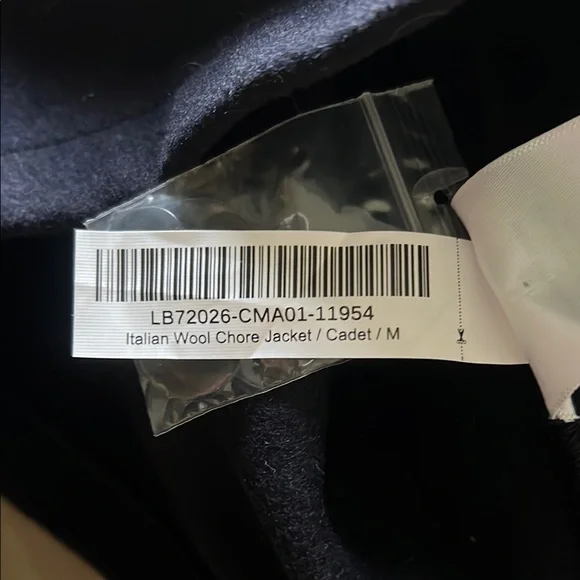 LB72026-CMA01-11954
Italian Wool Chore Jacket / Cadet / M